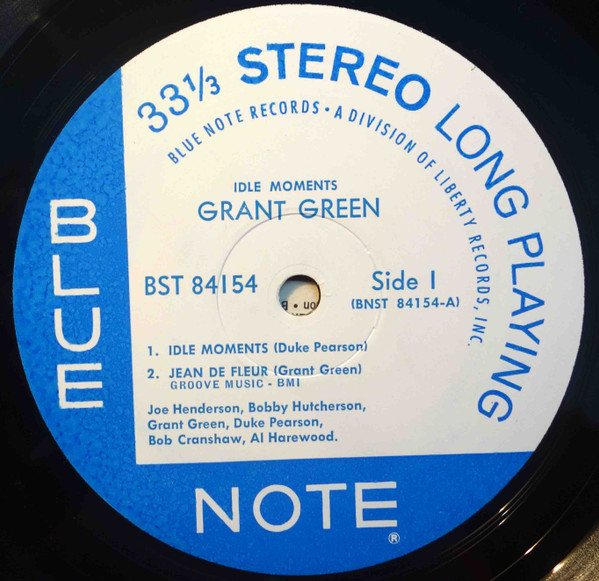 33⅓ STEREO LONG PLAYING
BLUE NOTE RECORDS • A DIVISION OF LIBERTY RECORDS, INC.
IDLE MOMENTS
GRANT GREEN
BST 84154
Side 1
(BNST 84154-A)
1. IDLE MOMENTS (Duke Pearson)
2. JEAN DE FLEUR (Grant Green)
GROOVE MUSIC - BMI
Joe Henderson, Bobby Hutcherson,
Grant Green, Duke Pearson,
Bob Cranshaw, Al Harewood.
BLUE
NOTE
®